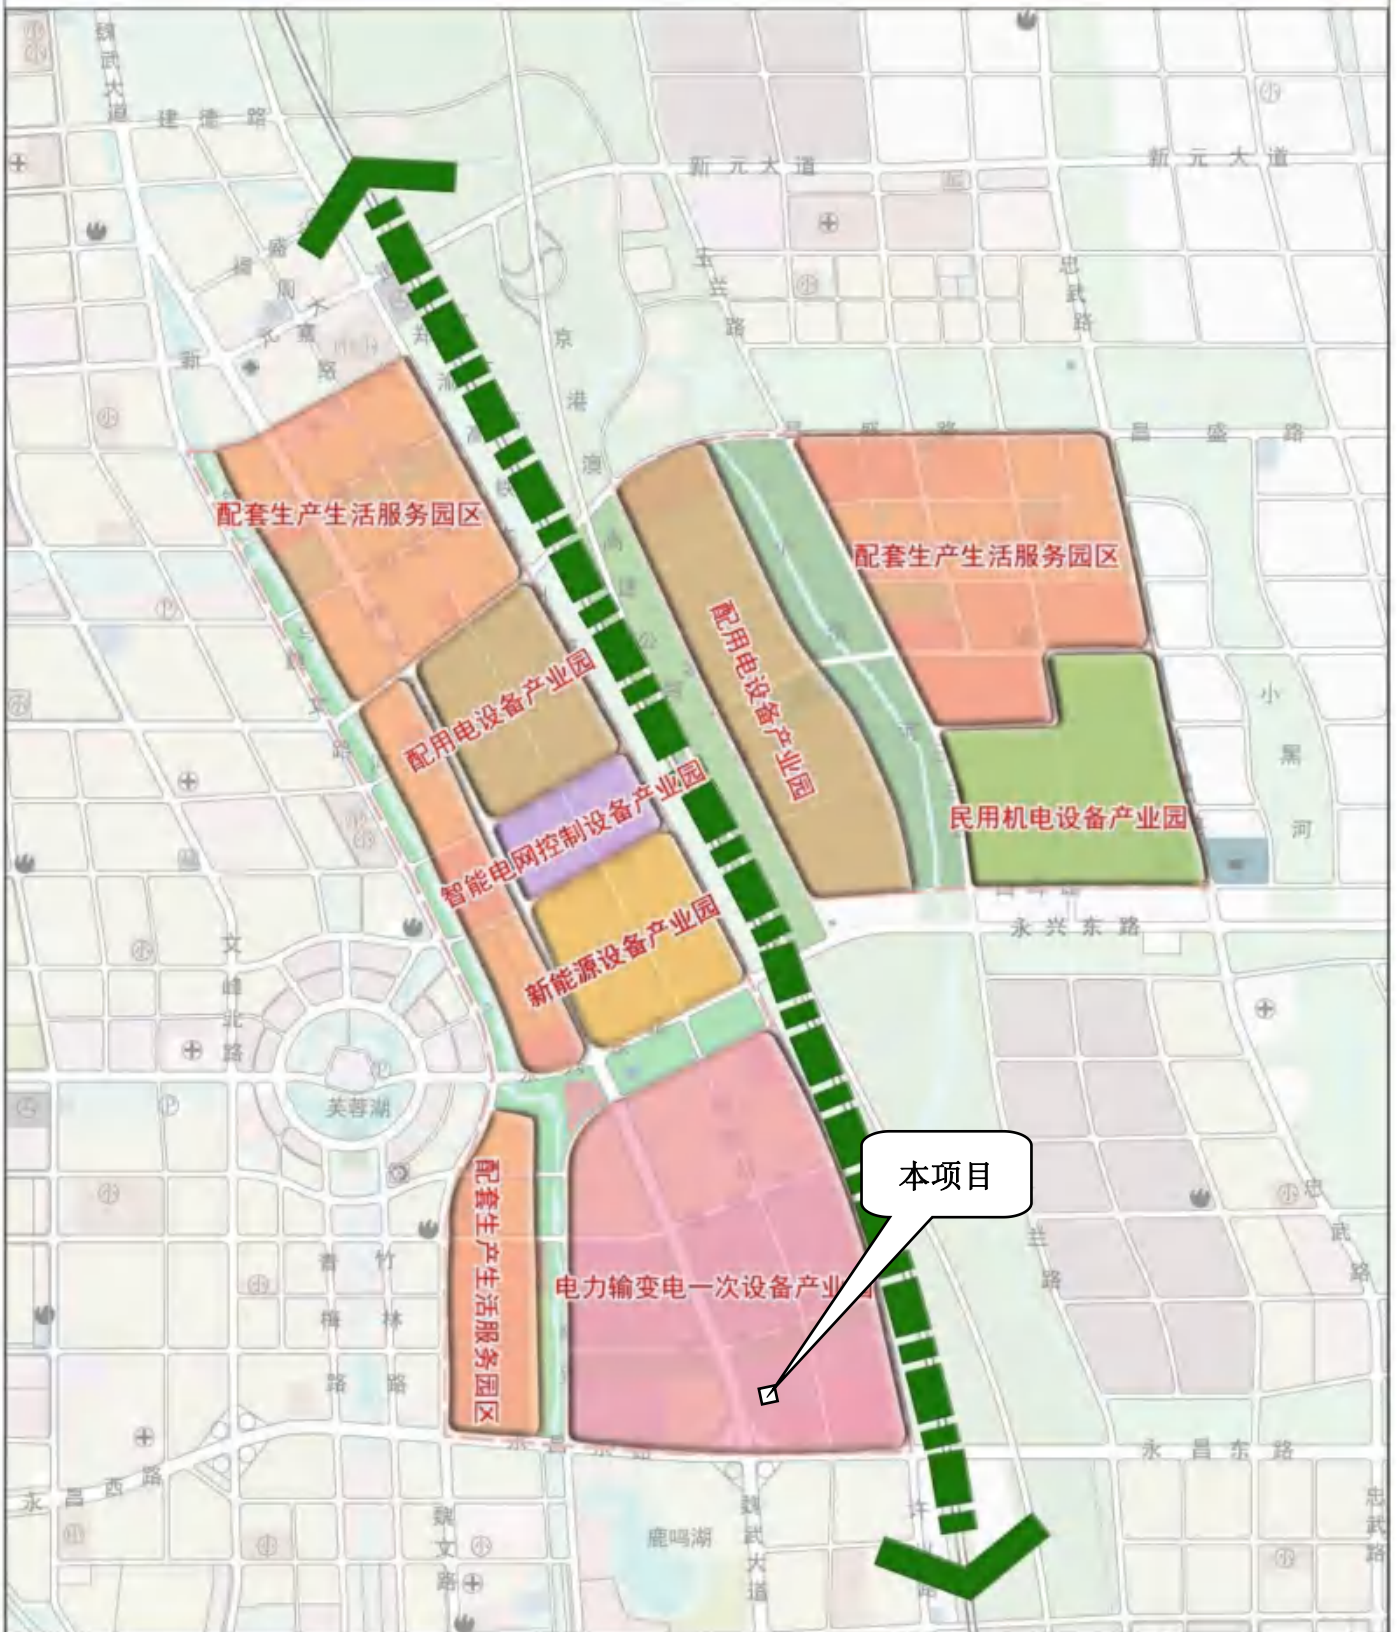 魏武大道
建德路
新元大道
新元大道
玉兰路
忠武路
京港澳高速公路
昌盛路
昌盛路
配套生产生活服务园区
配套生产生活服务园区
配用电设备产业园
配用电设备产业园
智能电网控制设备产业园
民用机电设备产业园
小黑河
新能源设备产业园
永兴东路
文峰北路
芙蓉湖
本项目
配套生产生活服务园区
电力输变电一次设备产业
青梅路
竹林路
兰路
忠武路
永昌西路
永昌东路
魏文路
鹿鸣湖
魏武大道
忠武路